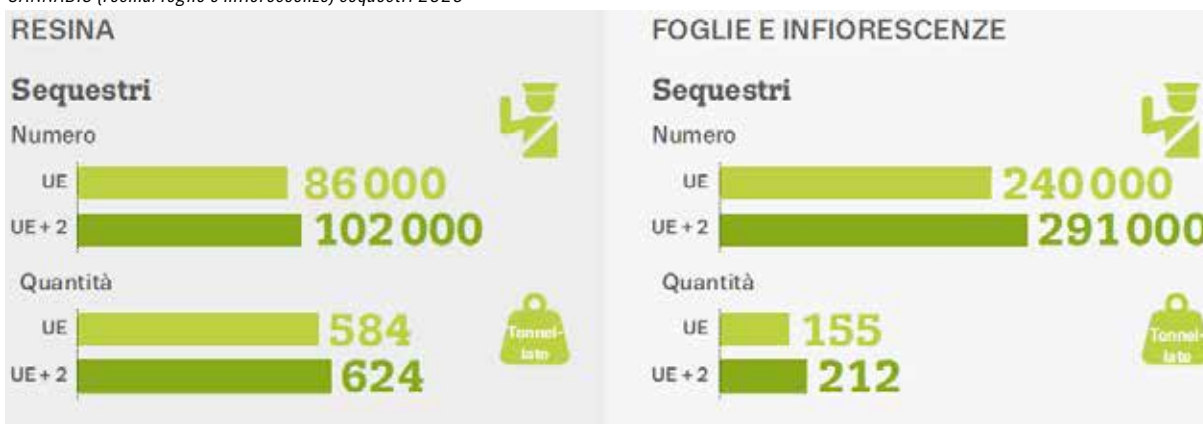 RESINA
Sequestri
Numero
UE 86 000
UE + 2 102 000
Quantità
UE 584
UE + 2 624
Tonnel-
late
FOGLIE E INFIORESCENZE
Sequestri
Numero
UE 240 000
UE + 2 291 000
Quantità
UE 155
UE + 2 212
Tonnel-
late